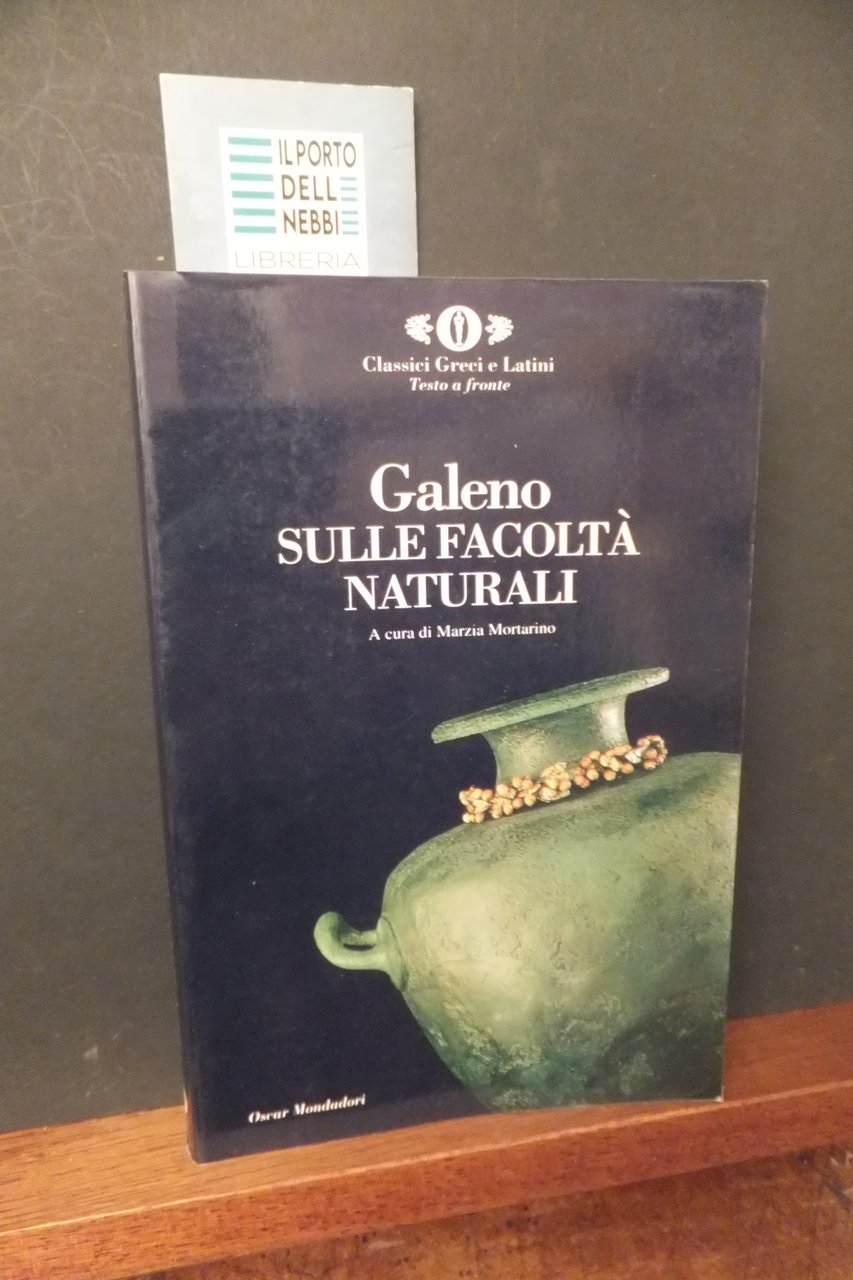 IL PORTO
DELL
NEBBI
LIBRERIA
Classici Greci e Latini
Testo a fronte
Galeno
SULLE FACOLTÀ
NATURALI
A cura di Marzia Mortarino
Oscar Mondadori